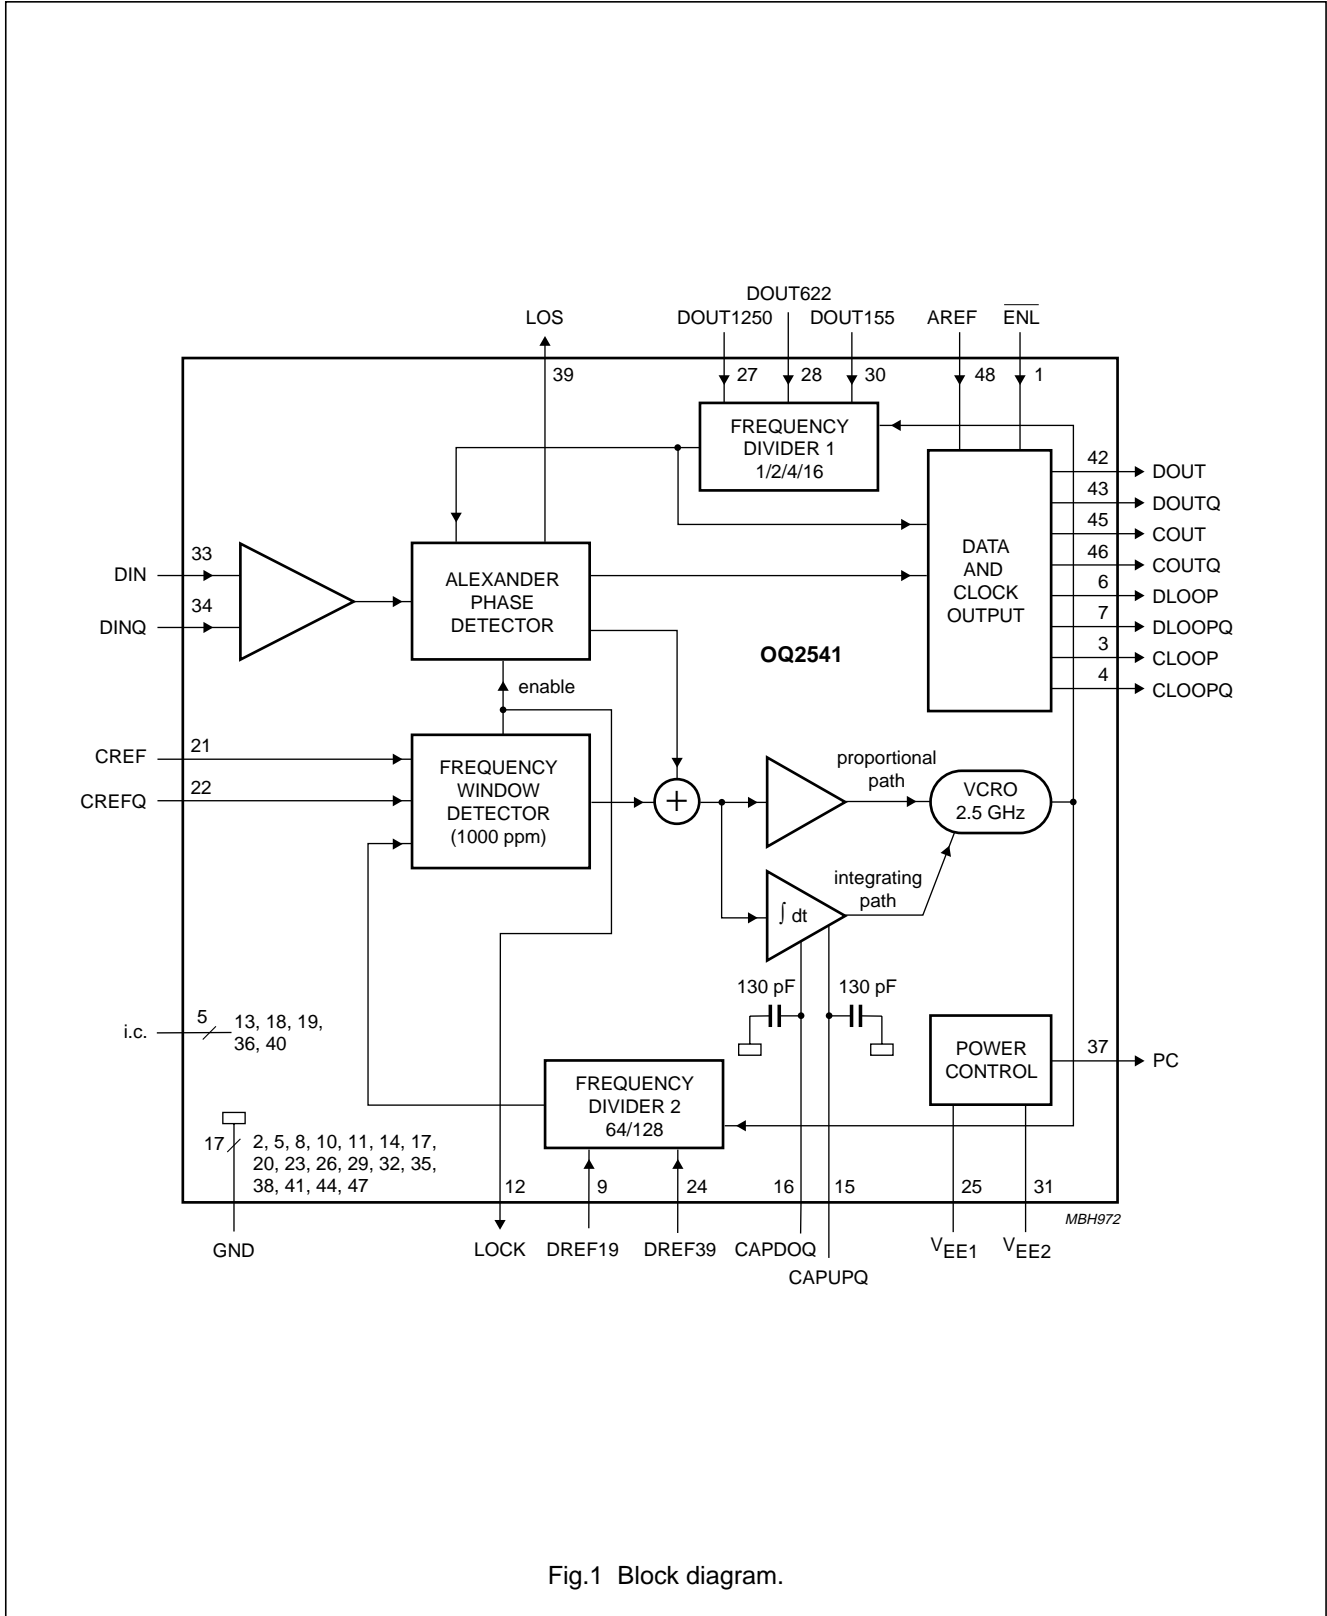 DOUT622
LOS
DOUT1250
DOUT155
AREF
ENL
39
27
28
30
48
1
FREQUENCY
DIVIDER 1
1/2/4/16
42
DOUT
43
DOUTQ
45
COUT
46
COUTQ
6
DLOOP
7
DLOOPQ
3
CLOOP
4
CLOOPQ
DATA
AND
CLOCK
OUTPUT
DIN
33
DINQ
34
ALEXANDER
PHASE
DETECTOR
OQ2541
enable
CREF
21
CREFQ
22
FREQUENCY
WINDOW
DETECTOR
(1000 ppm)
+
proportional
path
VCRO
2.5 GHz
integrating
path
∫ dt
130 pF
130 pF
i.c.
5
13, 18, 19,
36, 40
POWER
CONTROL
37
PC
FREQUENCY
DIVIDER 2
64/128
17
2, 5, 8, 10, 11, 14, 17,
20, 23, 26, 29, 32, 35,
38, 41, 44, 47
12
9
24
16
15
25
31
MBH972
GND
LOCK
DREF19
DREF39
CAPDOQ
CAPUPQ
VEE1
VEE2
Fig.1 Block diagram.